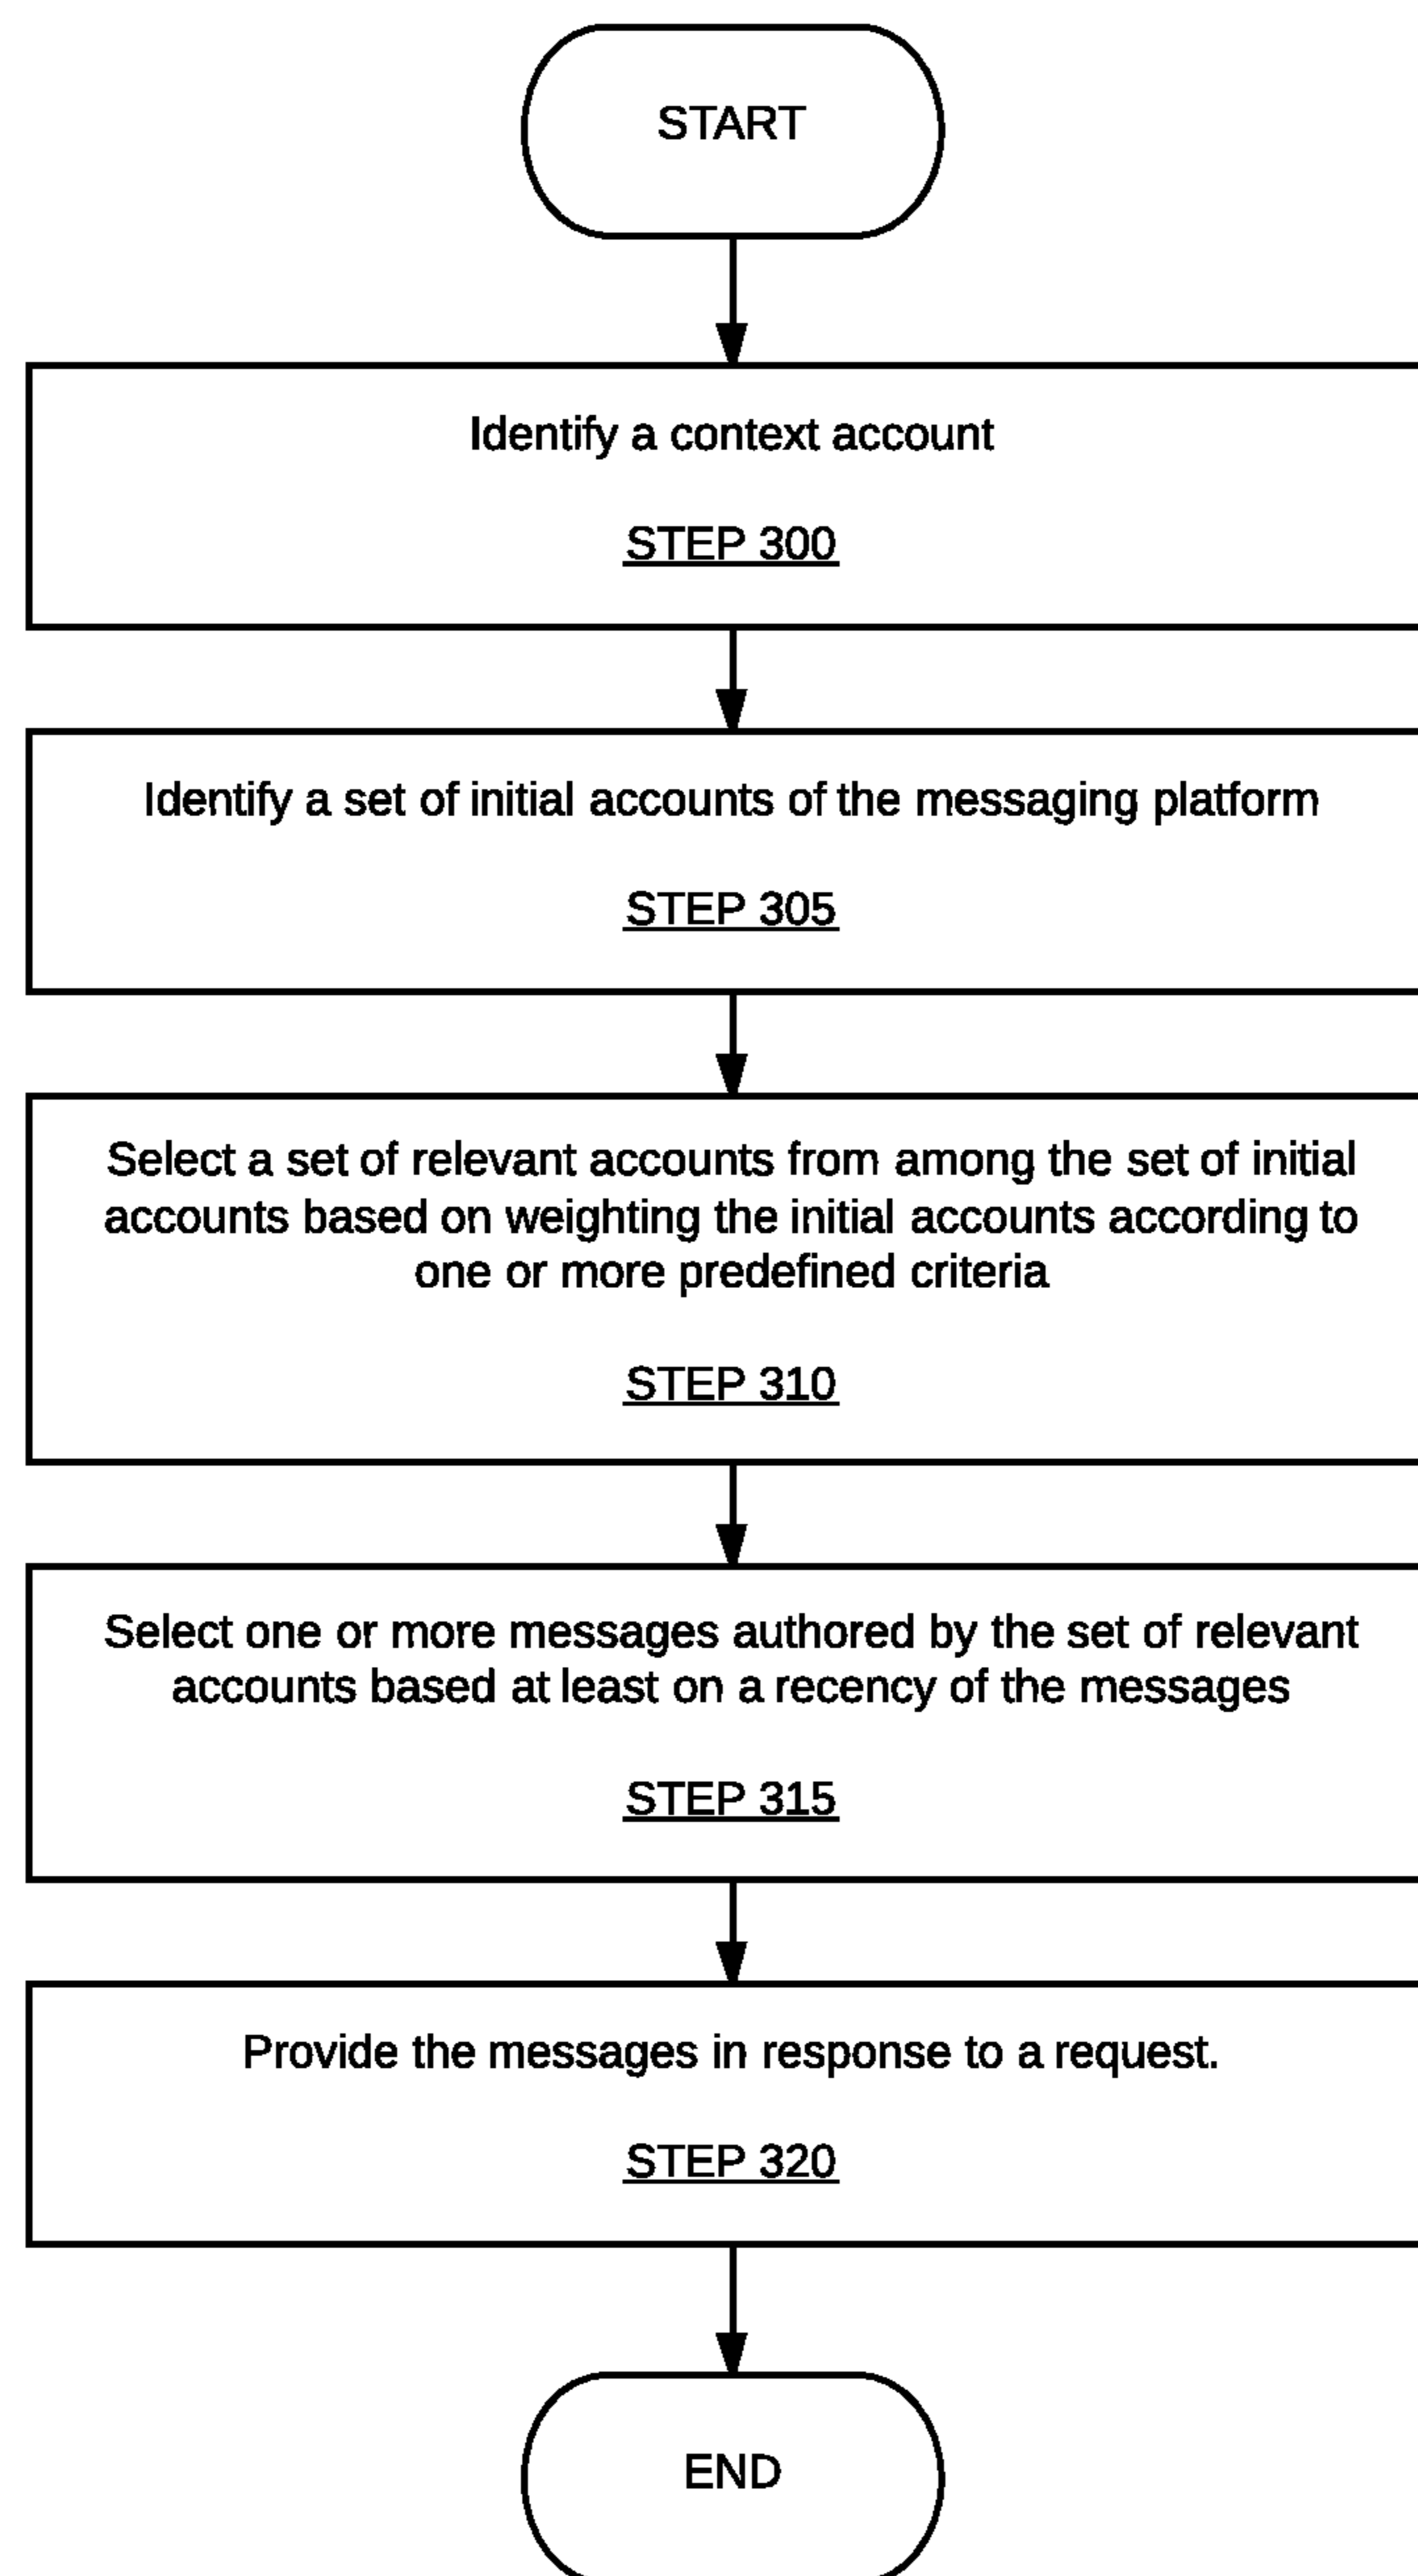 START
Identify a context account
STEP 300
Identify a set of initial accounts of the messaging platform
STEP 305
Select a set of relevant accounts from among the set of initial
accounts based on weighting the initial accounts according to
one or more predefined criteria
STEP 310
Select one or more messages authored by the set of relevant
accounts based at least on a recency of the messages
STEP 315
Provide the messages in response to a request.
STEP 320
END